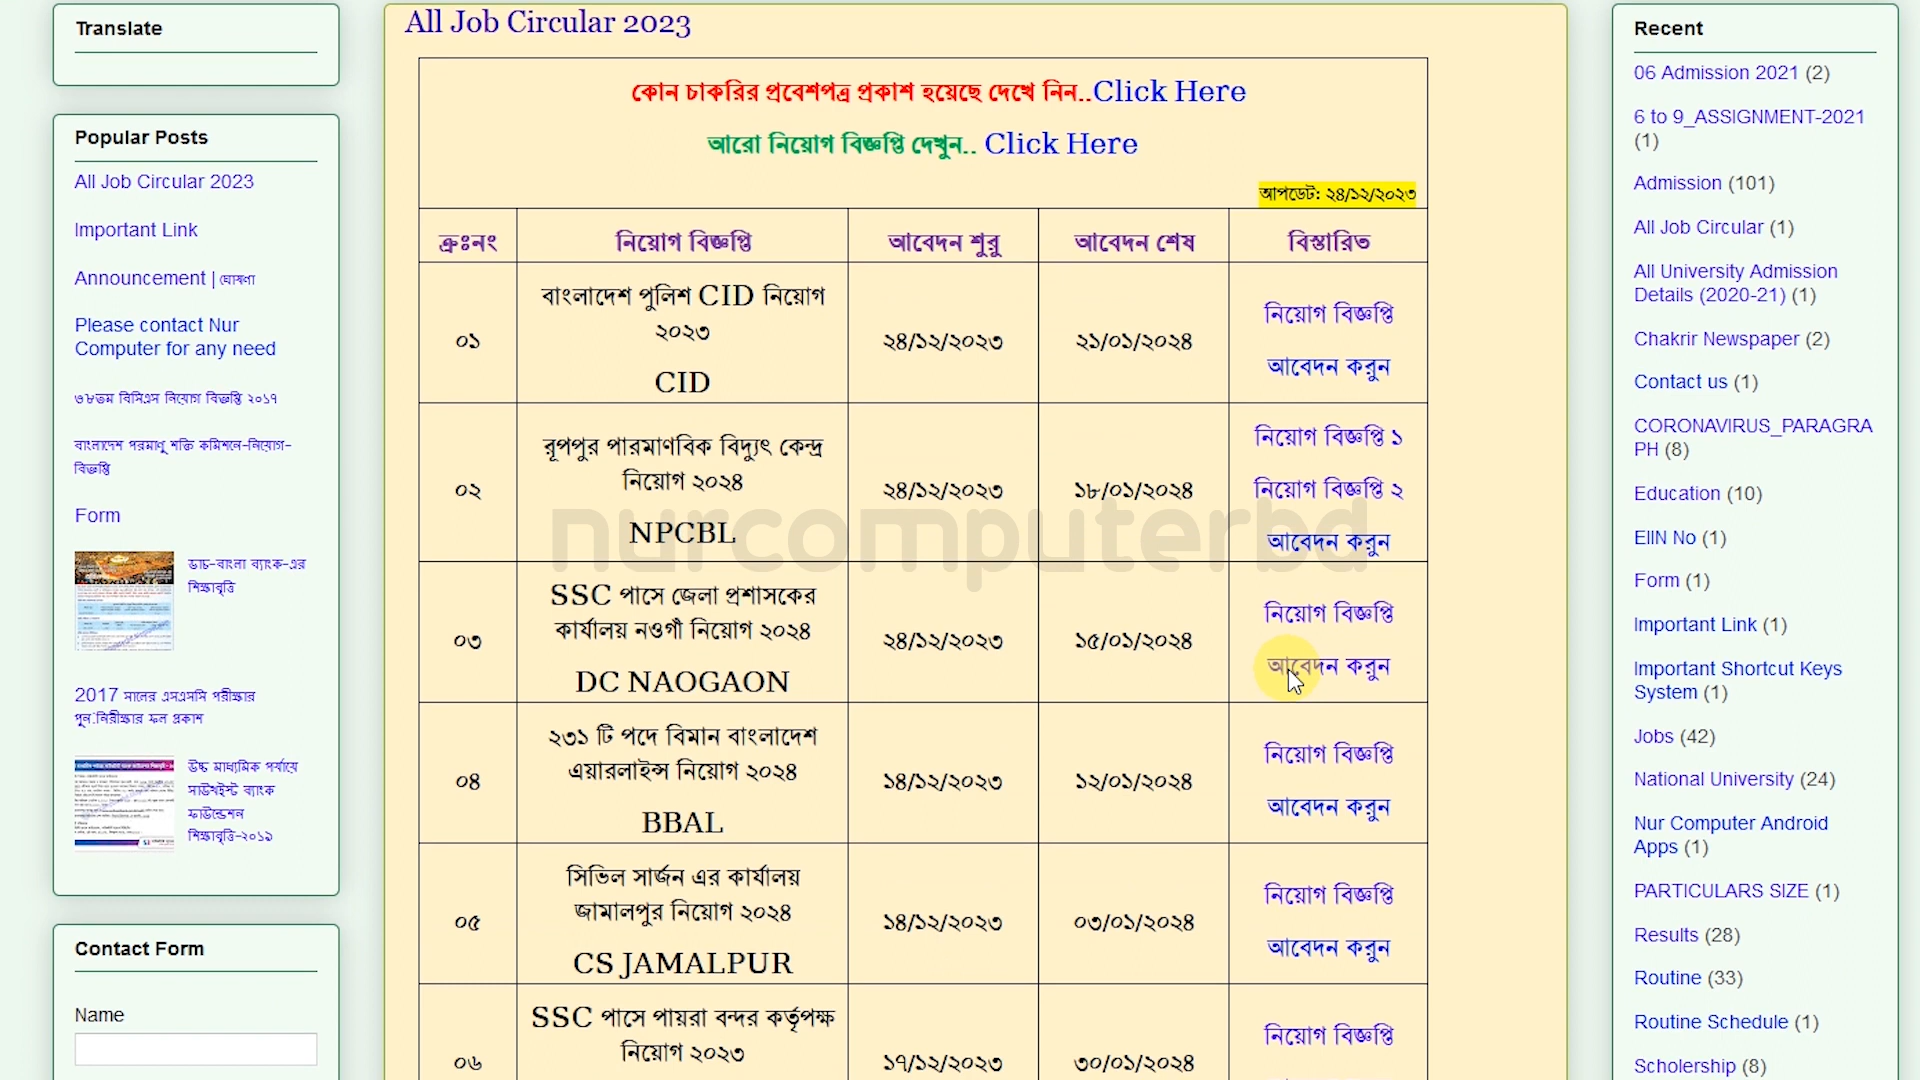 Translate
Popular Posts
All Job Circular 2023
Important Link
Announcement | ঘোষণা
Please contact Nur
Computer for any need
৩৮তম বিসিএস নিয়োগ বিজ্ঞপ্তি ২০১৭
বাংলাদেশ পরমাণু শক্তি কমিশনে-নিয়োগ-
বিজ্ঞপ্তি
Form
ডাচ-বাংলা ব্যাংক-এর
শিক্ষাবৃত্তি
2017 সালের এসএসসি পরীক্ষার
পুন:নিরীক্ষার ফল প্রকাশ
উচ্চ মাধ্যমিক পর্যায়ে
সাউথইস্ট ব্যাংক
ফাউন্ডেশন
শিক্ষাবৃত্তি-২০১৯
Contact Form
Name
All Job Circular 2023
কোন চাকরির প্রবেশপত্র প্রকাশ হয়েছে দেখে নিন..Click Here
আরো নিয়োগ বিজ্ঞপ্তি দেখুন.. Click Here
আপডেট: ২৪/১২/২০২৩
ক্রঃনং নিয়োগ বিজ্ঞপ্তি আবেদন শুরু আবেদন শেষ বিস্তারিত
বাংলাদেশ পুলিশ CID নিয়োগ
২০২৩
CID
০১ ২৪/১২/২০২৩ ২১/০১/২০২৪
নিয়োগ বিজ্ঞপ্তি
আবেদন করুন
রূপপুর পারমাণবিক বিদ্যুৎ কেন্দ্র
নিয়োগ ২০২৪
NPCBL
০২ ২৪/১২/২০২৩ ১৮/০১/২০২৪
নিয়োগ বিজ্ঞপ্তি ১
নিয়োগ বিজ্ঞপ্তি ২
আবেদন করুন
nurcomputerbd
SSC পাসে জেলা প্রশাসকের
কার্যালয় নওগাঁ নিয়োগ ২০২৪
DC NAOGAON
০৩ ২৪/১২/২০২৩ ১৫/০১/২০২৪
নিয়োগ বিজ্ঞপ্তি
আবেদন করুন
২৩১ টি পদে বিমান বাংলাদেশ
এয়ারলাইন্স নিয়োগ ২০২৪
BBAL
০৪ ১৪/১২/২০২৩ ১২/০১/২০২৪
নিয়োগ বিজ্ঞপ্তি
আবেদন করুন
সিভিল সার্জন এর কার্যালয়
জামালপুর নিয়োগ ২০২৪
CS JAMALPUR
০৫ ১৪/১২/২০২৩ ০৩/০১/২০২৪
নিয়োগ বিজ্ঞপ্তি
আবেদন করুন
SSC পাসে পায়রা বন্দর কর্তৃপক্ষ
নিয়োগ ২০২৩
০৬ ১৭/১২/২০২৩ ৩০/০১/২০২৪
নিয়োগ বিজ্ঞপ্তি
Recent
06 Admission 2021 (2)
6 to 9_ASSIGNMENT-2021
(1)
Admission (101)
All Job Circular (1)
All University Admission
Details (2020-21) (1)
Chakrir Newspaper (2)
Contact us (1)
CORONAVIRUS_PARAGRA
PH (8)
Education (10)
EIIN No (1)
Form (1)
Important Link (1)
Important Shortcut Keys
System (1)
Jobs (42)
National University (24)
Nur Computer Android
Apps (1)
PARTICULARS SIZE (1)
Results (28)
Routine (33)
Routine Schedule (1)
Scholership (8)